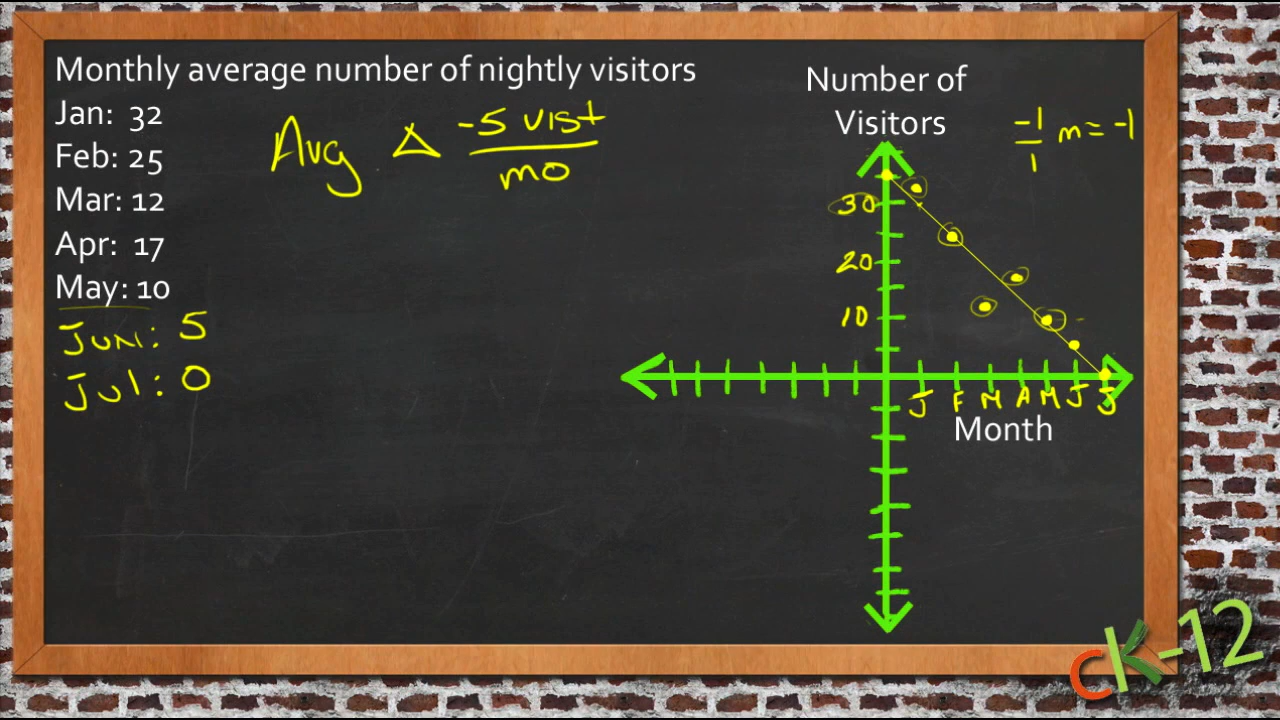 Monthly average number of nightly visitors
Jan: 32
Feb: 25
Mar: 12
Apr: 17
May: 10
Jun: 5
Jul: 0
Avg Δ -5 vist
mo
Number of
Visitors
-1
1
m = -1
30
20
10
J F M A M J J
Month
CK-12